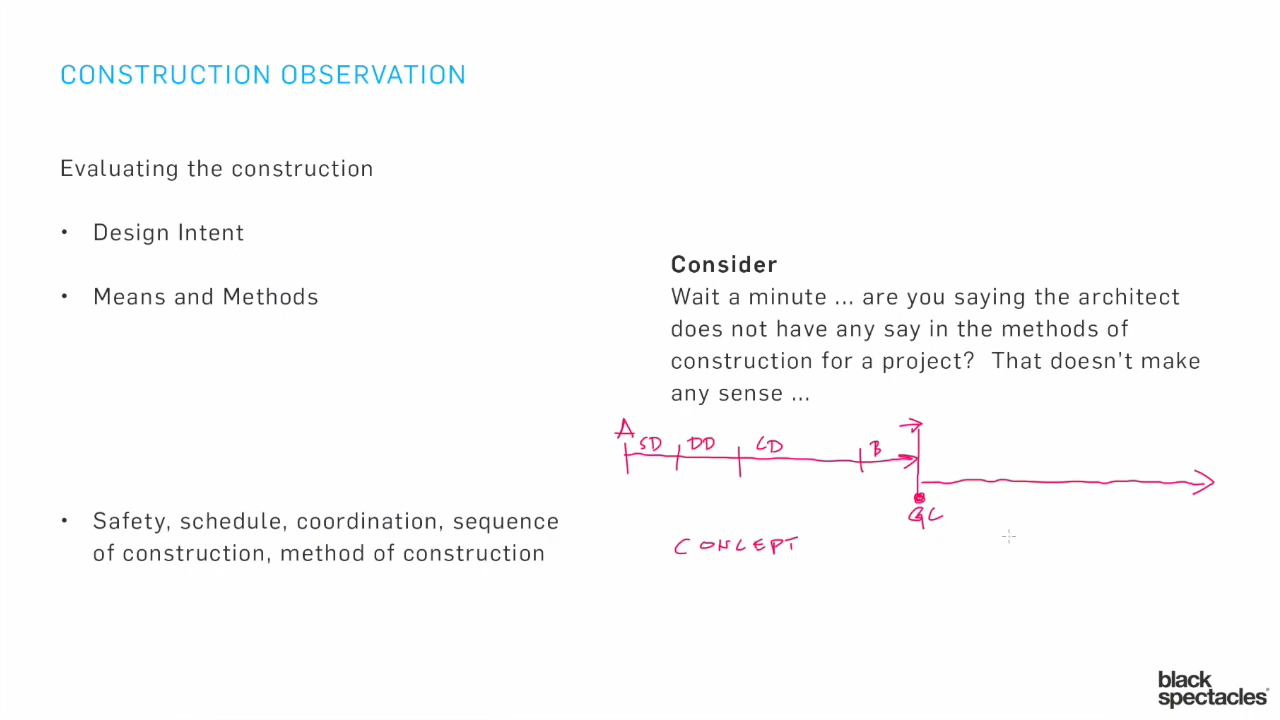 CONSTRUCTION OBSERVATION
Evaluating the construction
• Design Intent
• Means and Methods
Consider
Wait a minute ... are you saying the architect
does not have any say in the methods of
construction for a project? That doesn't make
any sense ...
A
SD DD CD B
GC
CONCEPT
• Safety, schedule, coordination, sequence
of construction, method of construction
black
spectacles